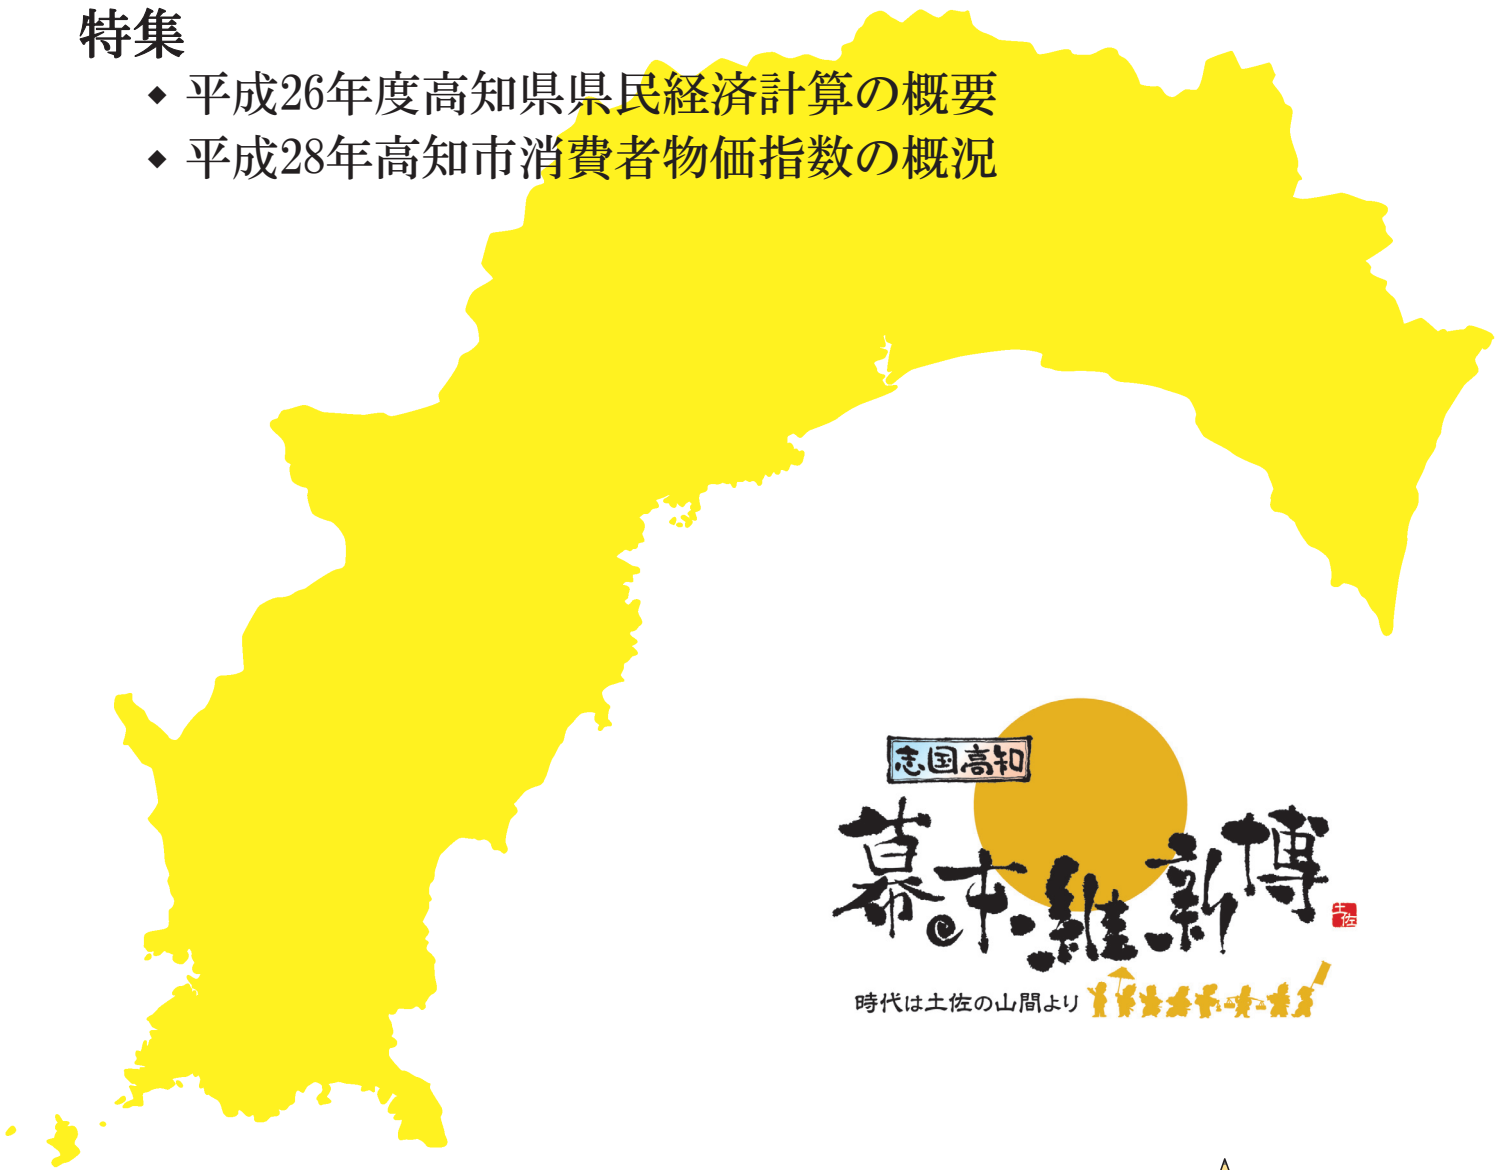 特集
◆ 平成26年度高知県県民経済計算の概要
◆ 平成28年高知市消費者物価指数の概況
志国高知
幕末維新博
土佐
時代は土佐の山間より